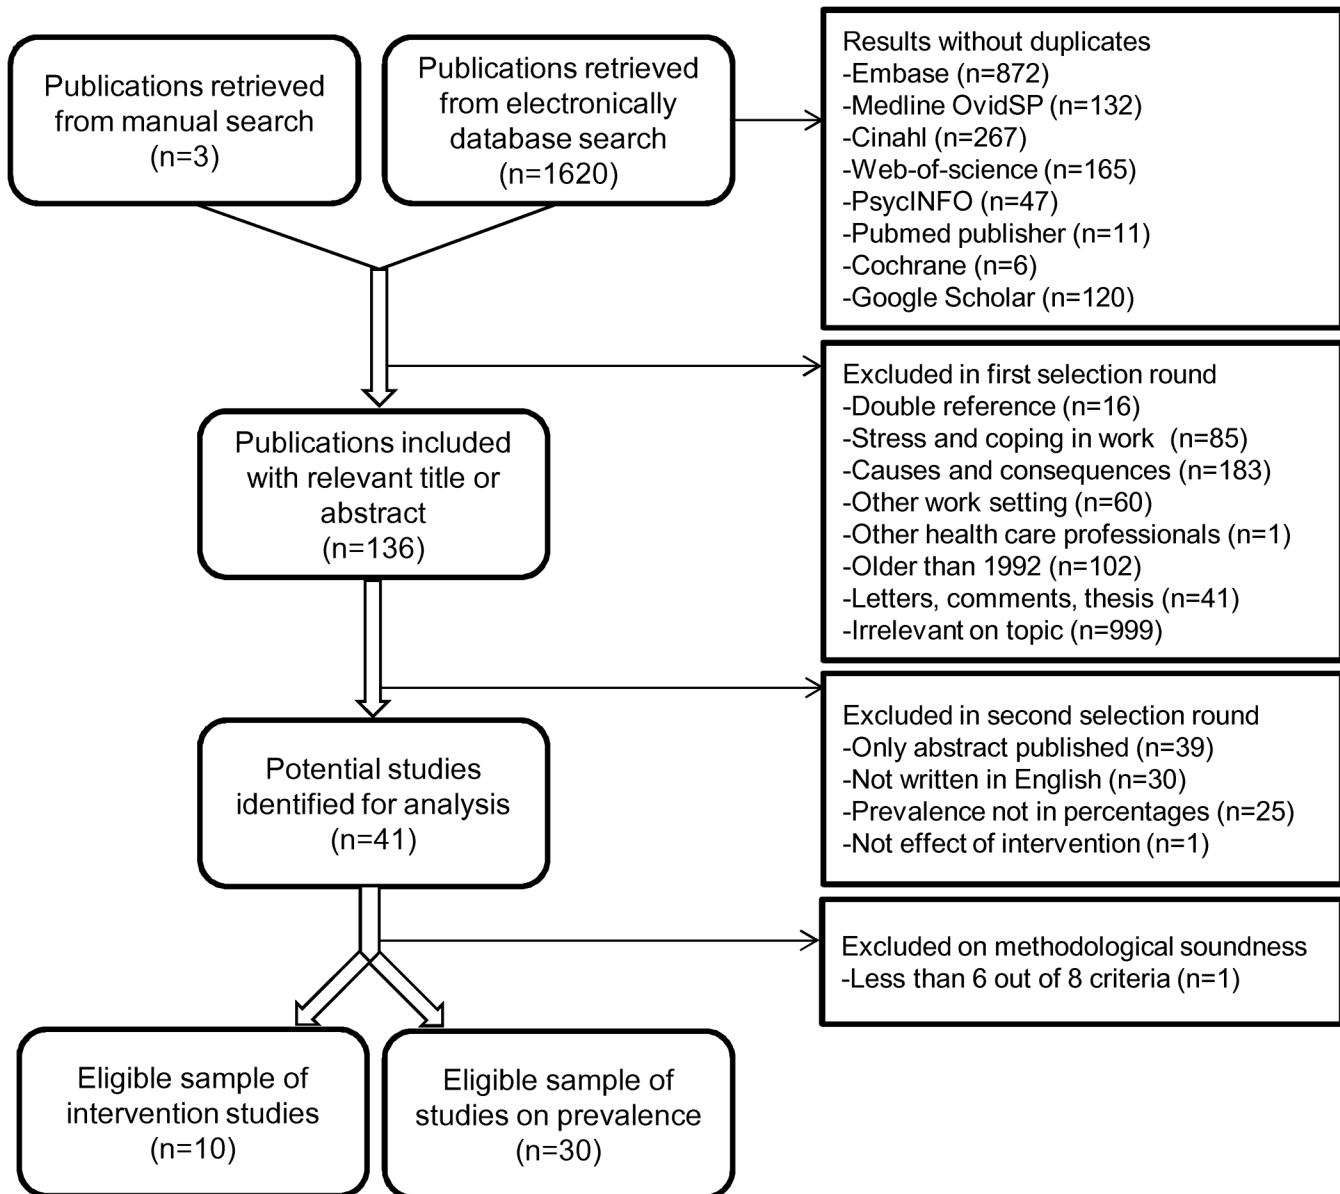 Publications retrieved
from manual search
(n=3)
Publications retrieved
from electronically
database search
(n=1620)
Results without duplicates
-Embase (n=872)
-Medline OvidSP (n=132)
-Cinahl (n=267)
-Web-of-science (n=165)
-PsycINFO (n=47)
-Pubmed publisher (n=11)
-Cochrane (n=6)
-Google Scholar (n=120)
Excluded in first selection round
-Double reference (n=16)
-Stress and coping in work (n=85)
-Causes and consequences (n=183)
-Other work setting (n=60)
-Other health care professionals (n=1)
-Older than 1992 (n=102)
-Letters, comments, thesis (n=41)
-Irrelevant on topic (n=999)
Publications included
with relevant title or
abstract
(n=136)
Excluded in second selection round
-Only abstract published (n=39)
-Not written in English (n=30)
-Prevalence not in percentages (n=25)
-Not effect of intervention (n=1)
Potential studies
identified for analysis
(n=41)
Excluded on methodological soundness
-Less than 6 out of 8 criteria (n=1)
Eligible sample of
intervention studies
(n=10)
Eligible sample of
studies on prevalence
(n=30)